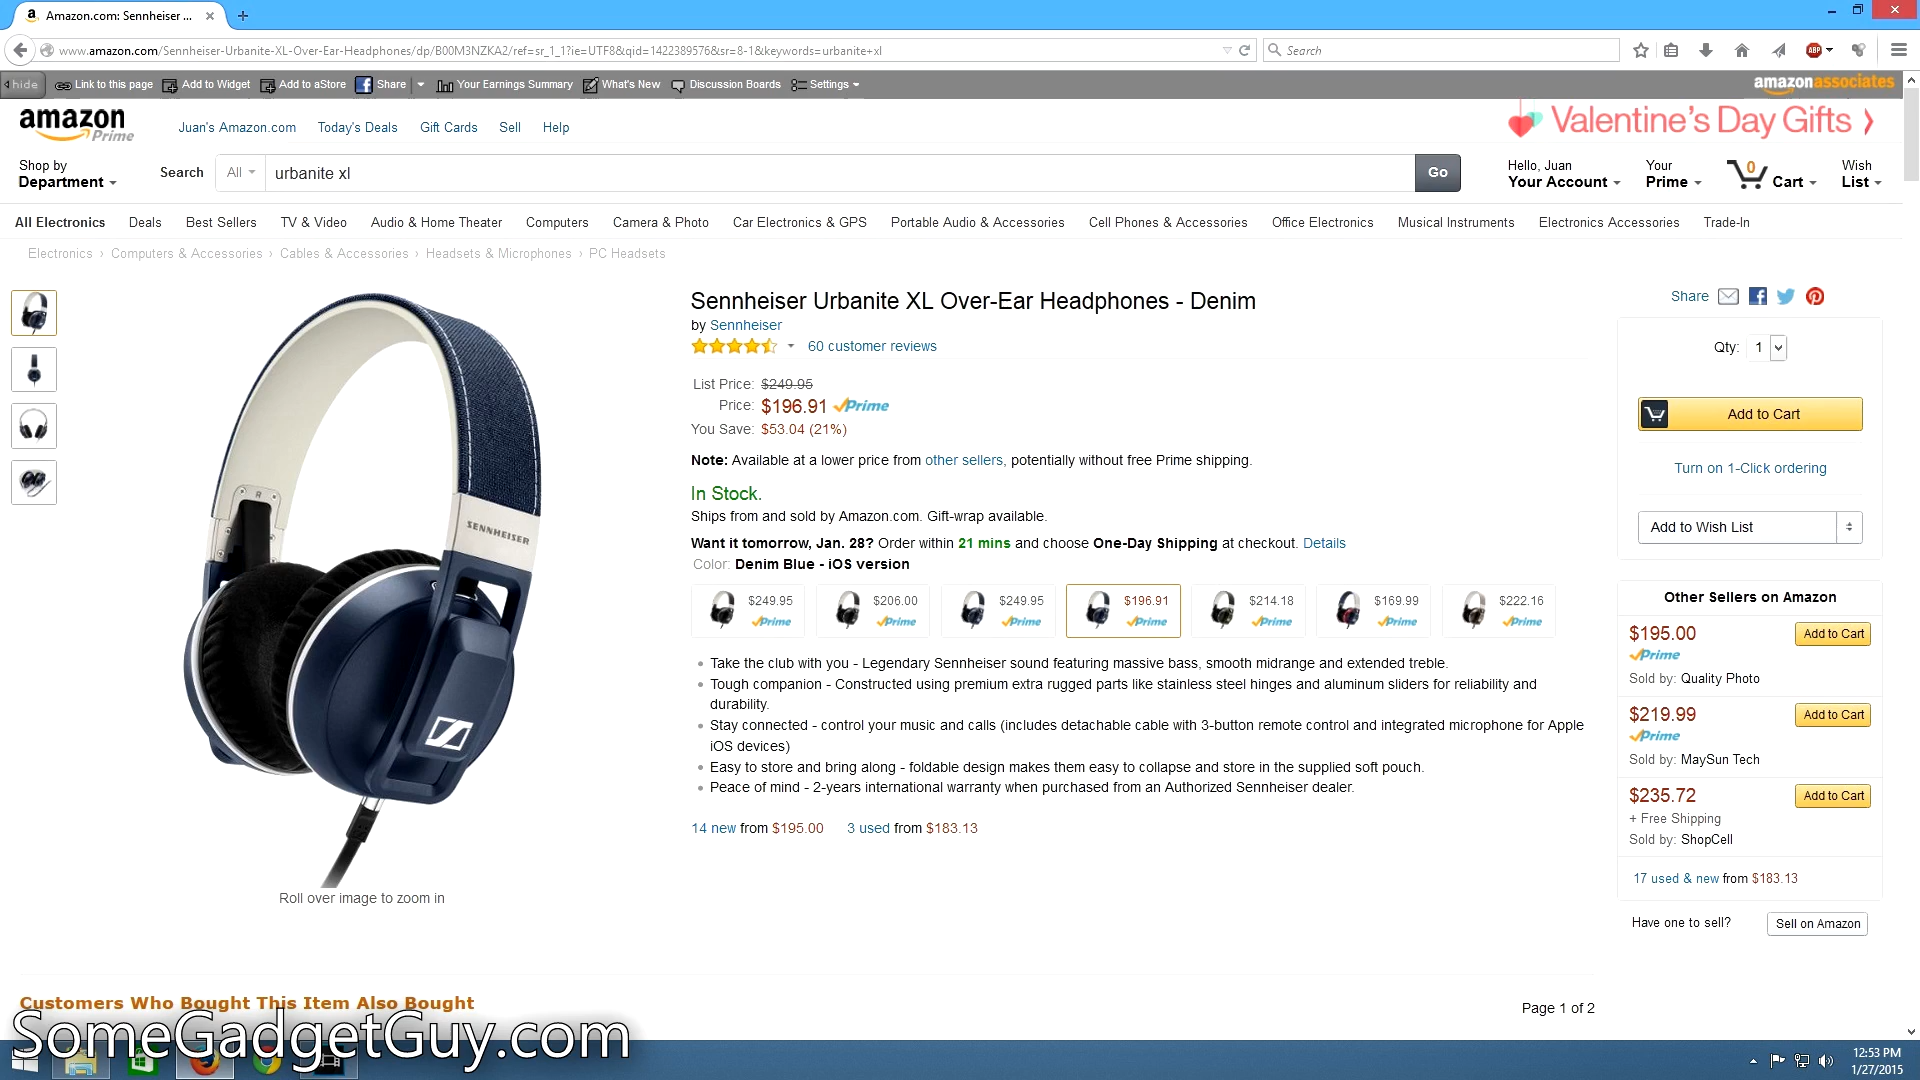 Amazon.com: Sennheiser ...
www.amazon.com/Sennheiser-Urbanite-XL-Over-Ear-Headphones/dp/B00M3NZKA2/ref=sr_1_1?ie=UTF8&qid=1422389576&sr=8-1&keywords=urbanite+xl
Search
ABP
hide
Link to this page
Add to Widget
Add to aStore
Share
Your Earnings Summary
What's New
Discussion Boards
Settings
amazonassociates
amazon
Prime
Juan's Amazon.com
Today's Deals
Gift Cards
Sell
Help
Valentine's Day Gifts
Shop by
Department
Search
All
urbanite xl
Go
Hello, Juan
Your Account
Your
Prime
0
Cart
Wish
List
All Electronics
Deals
Best Sellers
TV & Video
Audio & Home Theater
Computers
Camera & Photo
Car Electronics & GPS
Portable Audio & Accessories
Cell Phones & Accessories
Office Electronics
Musical Instruments
Electronics Accessories
Trade-In
Electronics › Computers & Accessories › Cables & Accessories › Headsets & Microphones › PC Headsets
R
SENNHEISER
Roll over image to zoom in
Sennheiser Urbanite XL Over-Ear Headphones - Denim
by Sennheiser
60 customer reviews
List Price: $249.95
Price: $196.91 Prime
You Save: $53.04 (21%)
Note: Available at a lower price from other sellers, potentially without free Prime shipping.
In Stock.
Ships from and sold by Amazon.com. Gift-wrap available.
Want it tomorrow, Jan. 28? Order within 21 mins and choose One-Day Shipping at checkout. Details
Color: Denim Blue - iOS version
$249.95 Prime
$206.00 Prime
$249.95 Prime
$196.91 Prime
$214.18 Prime
$169.99 Prime
$222.16 Prime
• Take the club with you - Legendary Sennheiser sound featuring massive bass, smooth midrange and extended treble.
• Tough companion - Constructed using premium extra rugged parts like stainless steel hinges and aluminum sliders for reliability and
durability.
• Stay connected - control your music and calls (includes detachable cable with 3-button remote control and integrated microphone for Apple
iOS devices)
• Easy to store and bring along - foldable design makes them easy to collapse and store in the supplied soft pouch.
• Peace of mind - 2-years international warranty when purchased from an Authorized Sennheiser dealer.
14 new from $195.00
3 used from $183.13
Share
Qty: 1
Add to Cart
Turn on 1-Click ordering
Add to Wish List
Other Sellers on Amazon
$195.00
Add to Cart
Prime
Sold by: Quality Photo
$219.99
Add to Cart
Prime
Sold by: MaySun Tech
$235.72
Add to Cart
+ Free Shipping
Sold by: ShopCell
17 used & new from $183.13
Have one to sell?
Sell on Amazon
Customers Who Bought This Item Also Bought
Page 1 of 2
SomeGadgetGuy.com
12:53 PM
1/27/2015